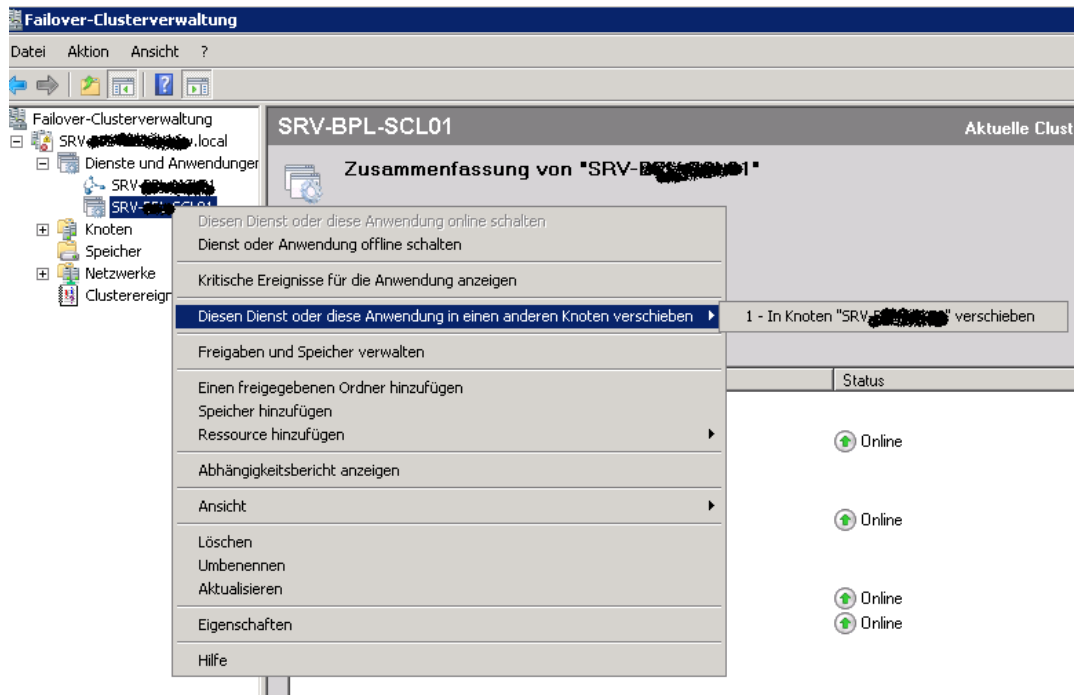 Failover-Clusterverwaltung
Datei Aktion Ansicht ?
Failover-Clusterverwaltung
SRV .local
Dienste und Anwendunger
SRV-
SRV-
Knoten
Speicher
Netzwerke
Clusterereigr
SRV-BPL-SCL01
Aktuelle Clust
Zusammenfassung von "SRV- 1"
Diesen Dienst oder diese Anwendung online schalten
Dienst oder Anwendung offline schalten
Kritische Ereignisse für die Anwendung anzeigen
Diesen Dienst oder diese Anwendung in einen anderen Knoten verschieben
1 - In Knoten "SRV- " verschieben
Freigaben und Speicher verwalten
Einen freigegebenen Ordner hinzufügen
Speicher hinzufügen
Ressource hinzufügen
Abhängigkeitsbericht anzeigen
Ansicht
Löschen
Umbenennen
Aktualisieren
Eigenschaften
Hilfe
Status
Online
Online
Online
Online